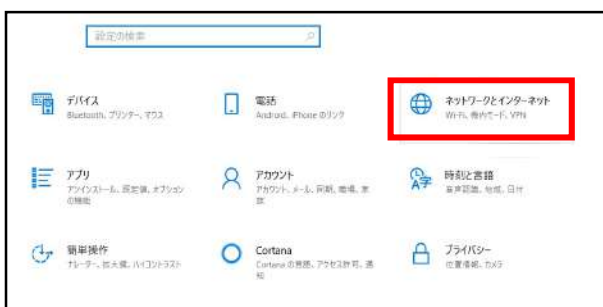 設定の検索
デバイス
Bluetooth、プリンター、マウス
電話
Android、iPhone のリンク
ネットワークとインターネット
Wi-Fi、機内モード、VPN
アプリ
アンインストール、既定値、オプション
の機能
アカウント
アカウント、メール、同期、職場、家
族
時刻と言語
音声認識、地域、日付
簡単操作
ナレーター、拡大鏡、ハイコントラスト
Cortana
Cortana の言語、アクセス許可、通
知
プライバシー
位置情報、カメラ